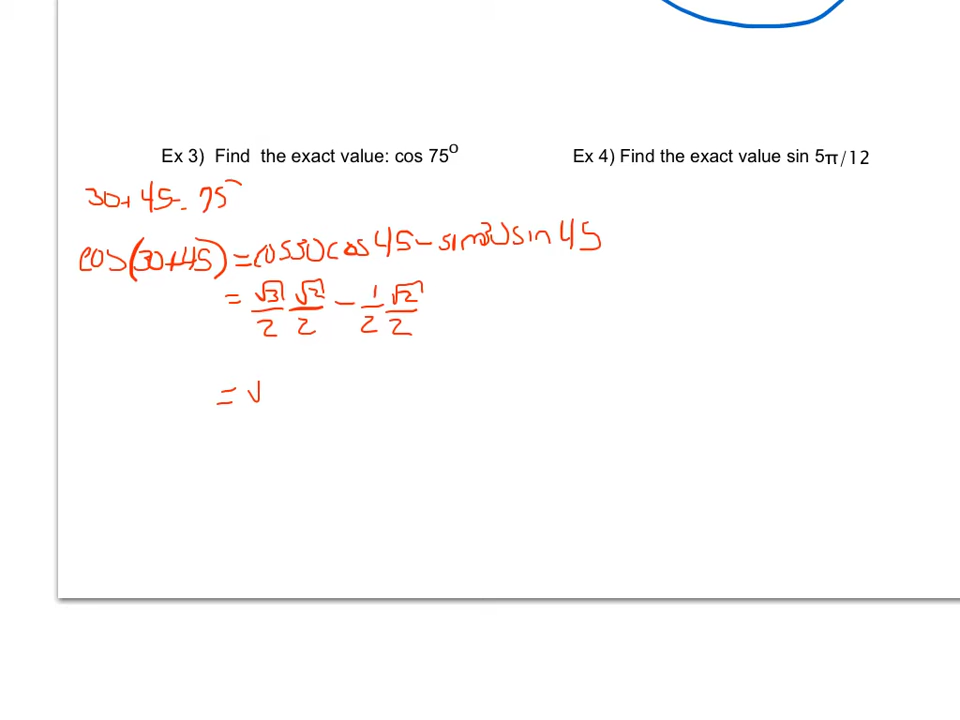 Ex 3) Find the exact value: cos 75° Ex 4) Find the exact value sin 5π/12
30+45=75°
cos(30+45)=cos30cos45-sin30sin45
= √3/2 √2/2 - 1/2 √2/2
= √